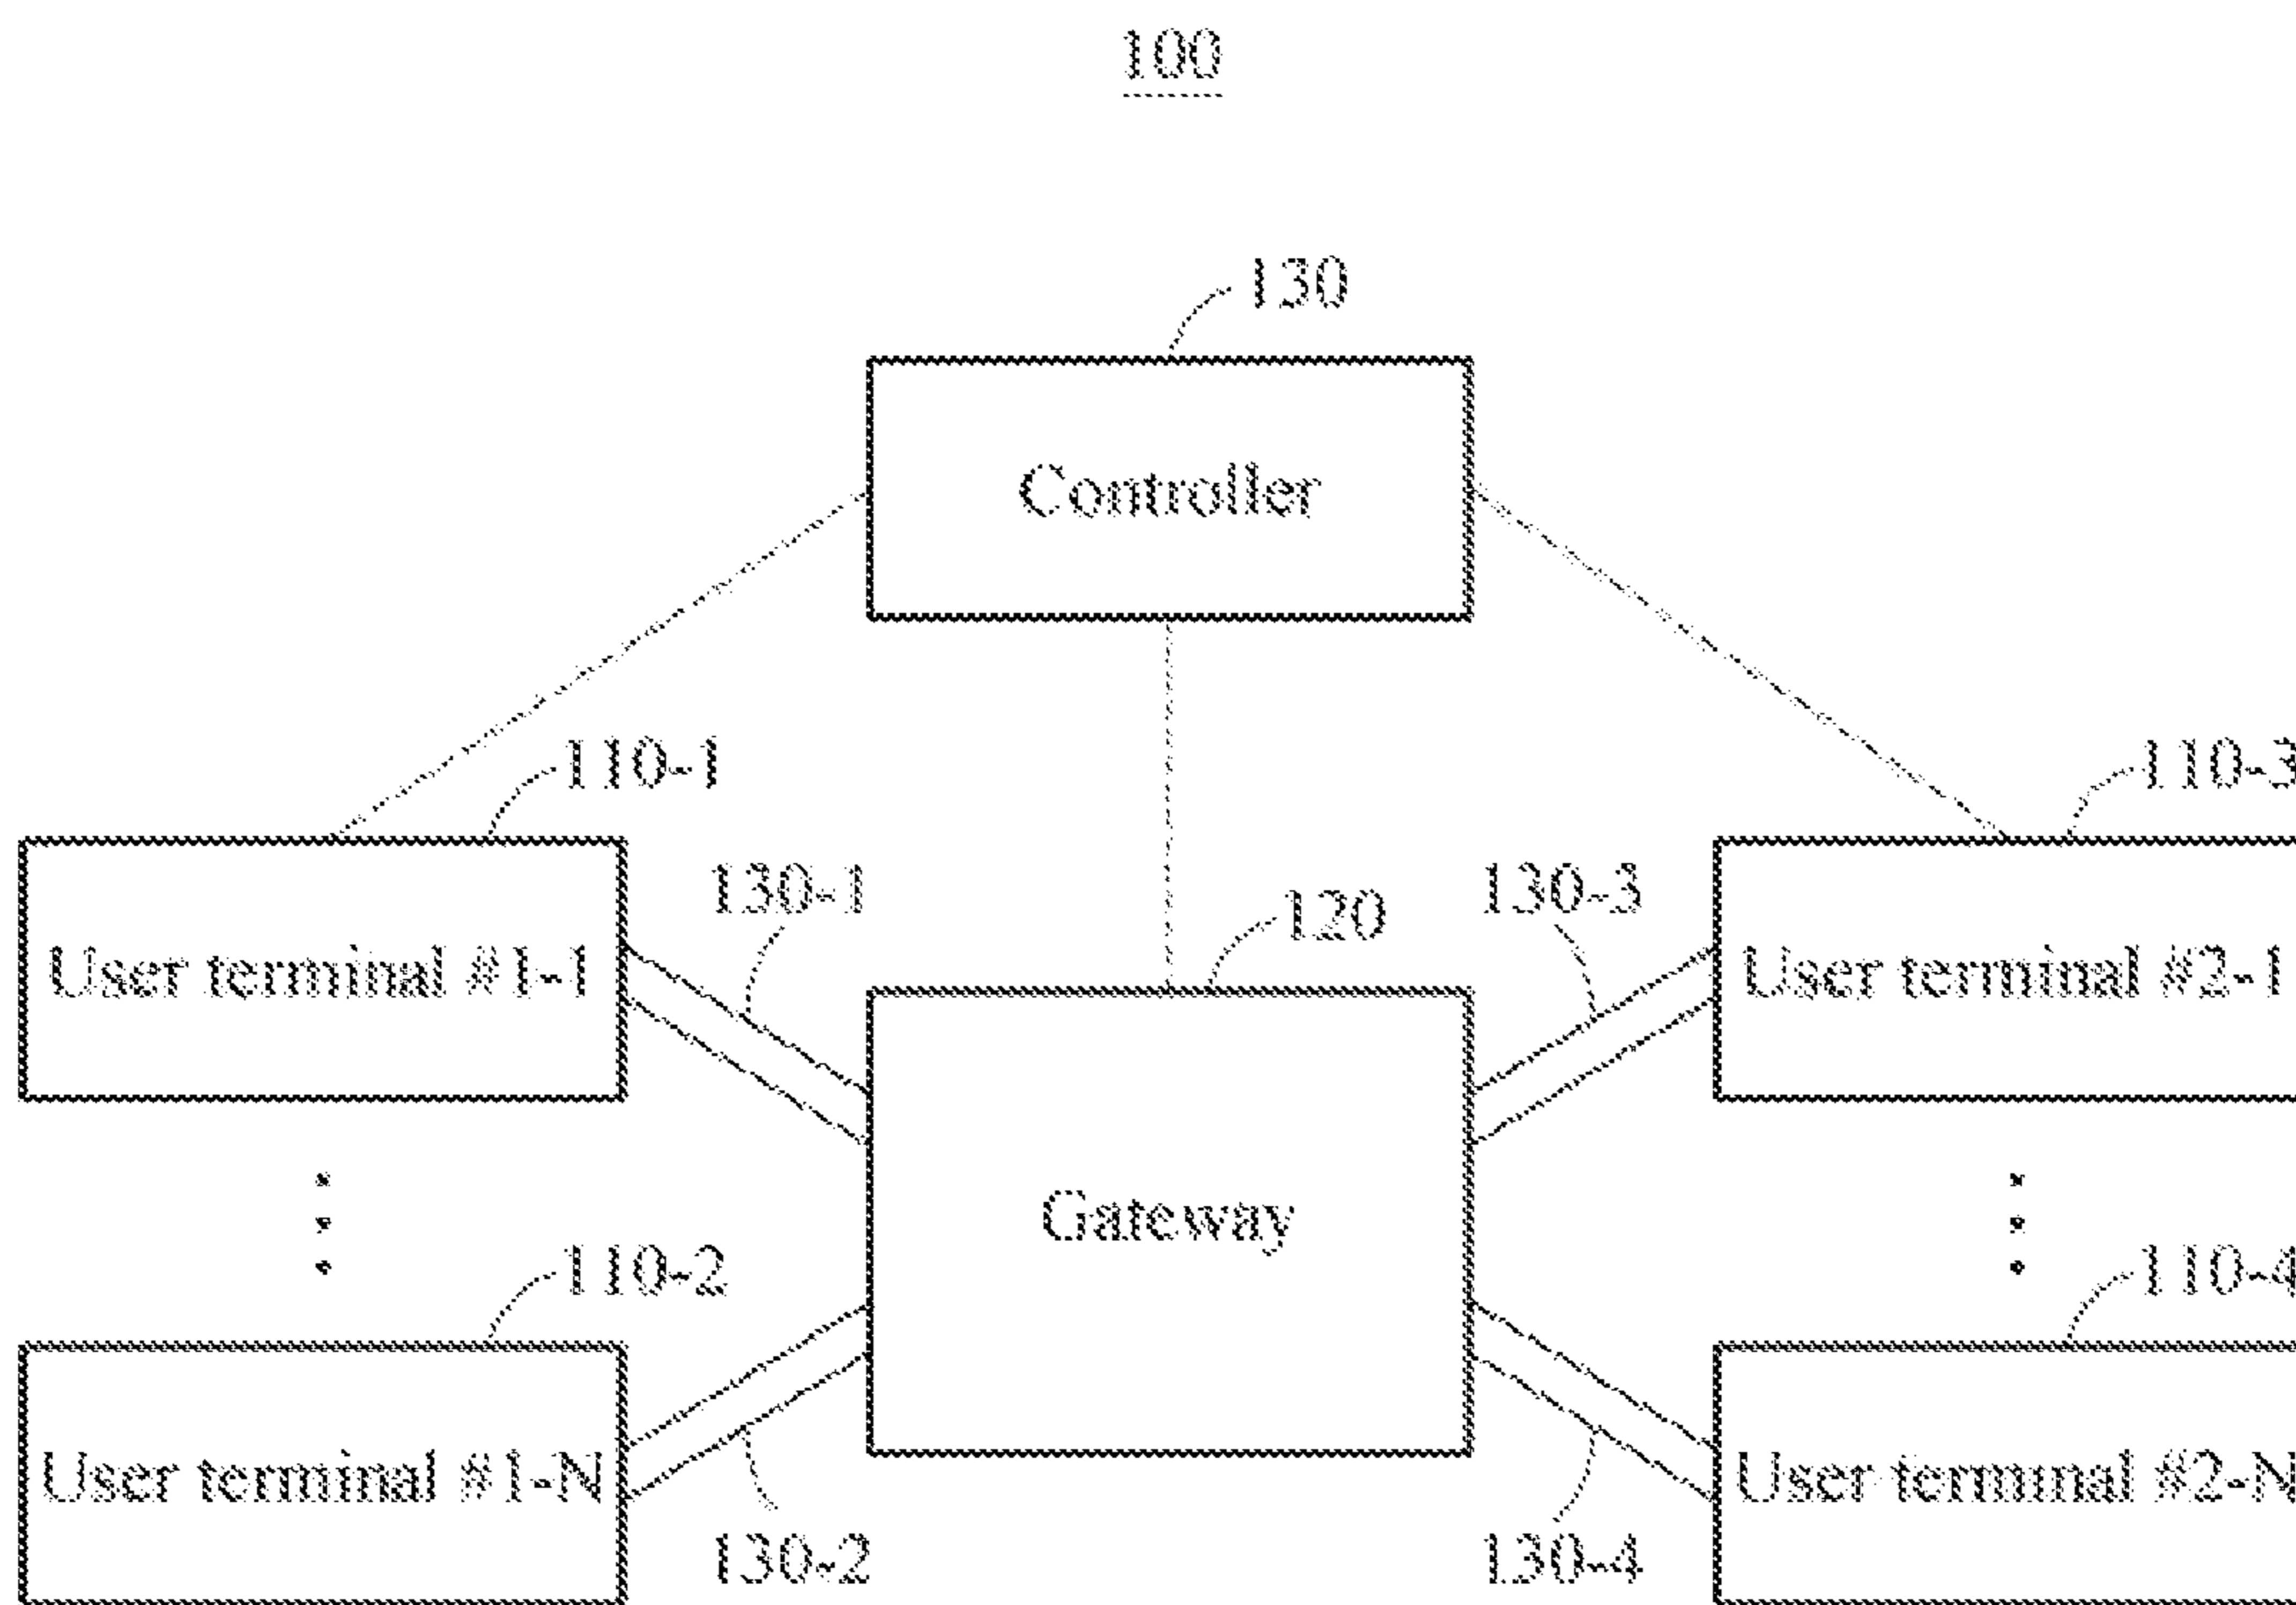 100
130
Controller
110-1
110-3
130-1
130-3
120
User terminal #1-1
User terminal #2-1
Gateway
110-2
110-4
User terminal #1-N
User terminal #2-N
130-2
130-4